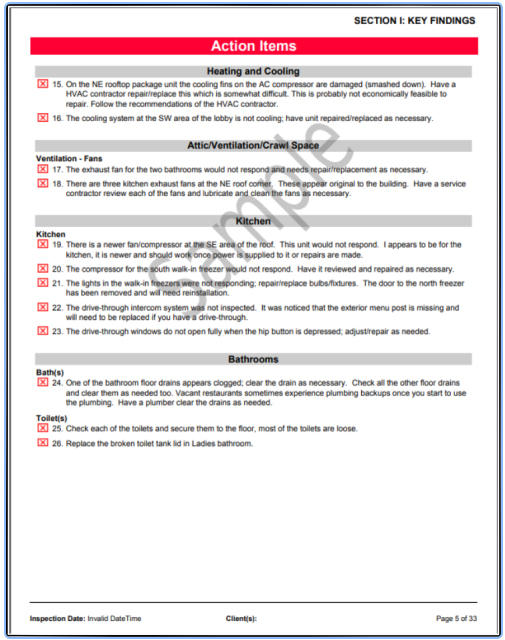 SECTION I: KEY FINDINGS
Action Items
Heating and Cooling
15. On the NE rooftop package unit the cooling fins on the AC compressor are damaged (smashed down). Have a
HVAC contractor repair/replace this which is somewhat difficult. This is probably not economically feasible to
repair. Follow the recommendations of the HVAC contractor.
16. The cooling system at the SW area of the lobby is not cooling; have unit repaired/replaced as necessary.
Attic/Ventilation/Crawl Space
Ventilation - Fans
17. The exhaust fan for the two bathrooms would not respond and needs repair/replacement as necessary.
18. There are three kitchen exhaust fans at the NE roof corner. These appear original to the building. Have a service
contractor review each of the fans and lubricate and clean the fans as necessary.
Kitchen
Kitchen
19. There is a newer fan/compressor at the SE area of the roof. This unit would not respond. I appears to be for the
kitchen, it is newer and should work once power is supplied to it or repairs are made.
20. The compressor for the south walk-in freezer would not respond. Have it reviewed and repaired as necessary.
21. The lights in the walk-in freezers were not responding; repair/replace bulbs/fixtures. The door to the north freezer
has been removed and will need reinstallation.
22. The drive-through intercom system was not inspected. It was noticed that the exterior menu post is missing and
will need to be replaced if you have a drive-through.
23. The drive-through windows do not open fully when the hip button is depressed; adjust/repair as needed.
Bathrooms
Bath(s)
24. One of the bathroom floor drains appears clogged; clear the drain as necessary. Check all the other floor drains
and clear them as needed too. Vacant restaurants sometimes experience plumbing backups once you start to use
the plumbing. Have a plumber clear the drains as needed.
Toilet(s)
25. Check each of the toilets and secure them to the floor, most of the toilets are loose.
26. Replace the broken toilet tank lid in Ladies bathroom.
Sample
Inspection Date: Invalid DateTime Client(s): Page 5 of 33